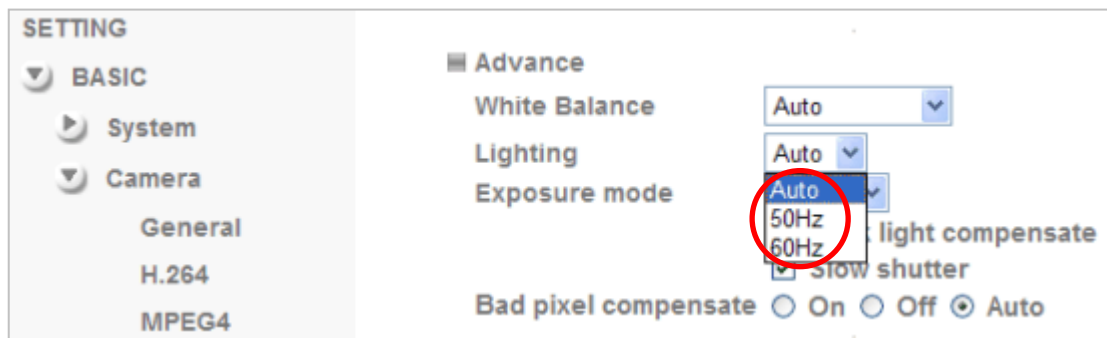 SETTING
BASIC
System
Camera
General
H.264
MPEG4
Advance
White Balance Auto
Lighting Auto
Auto
50Hz
60Hz
Exposure mode
light compensate
Slow shutter
Bad pixel compensate On Off Auto